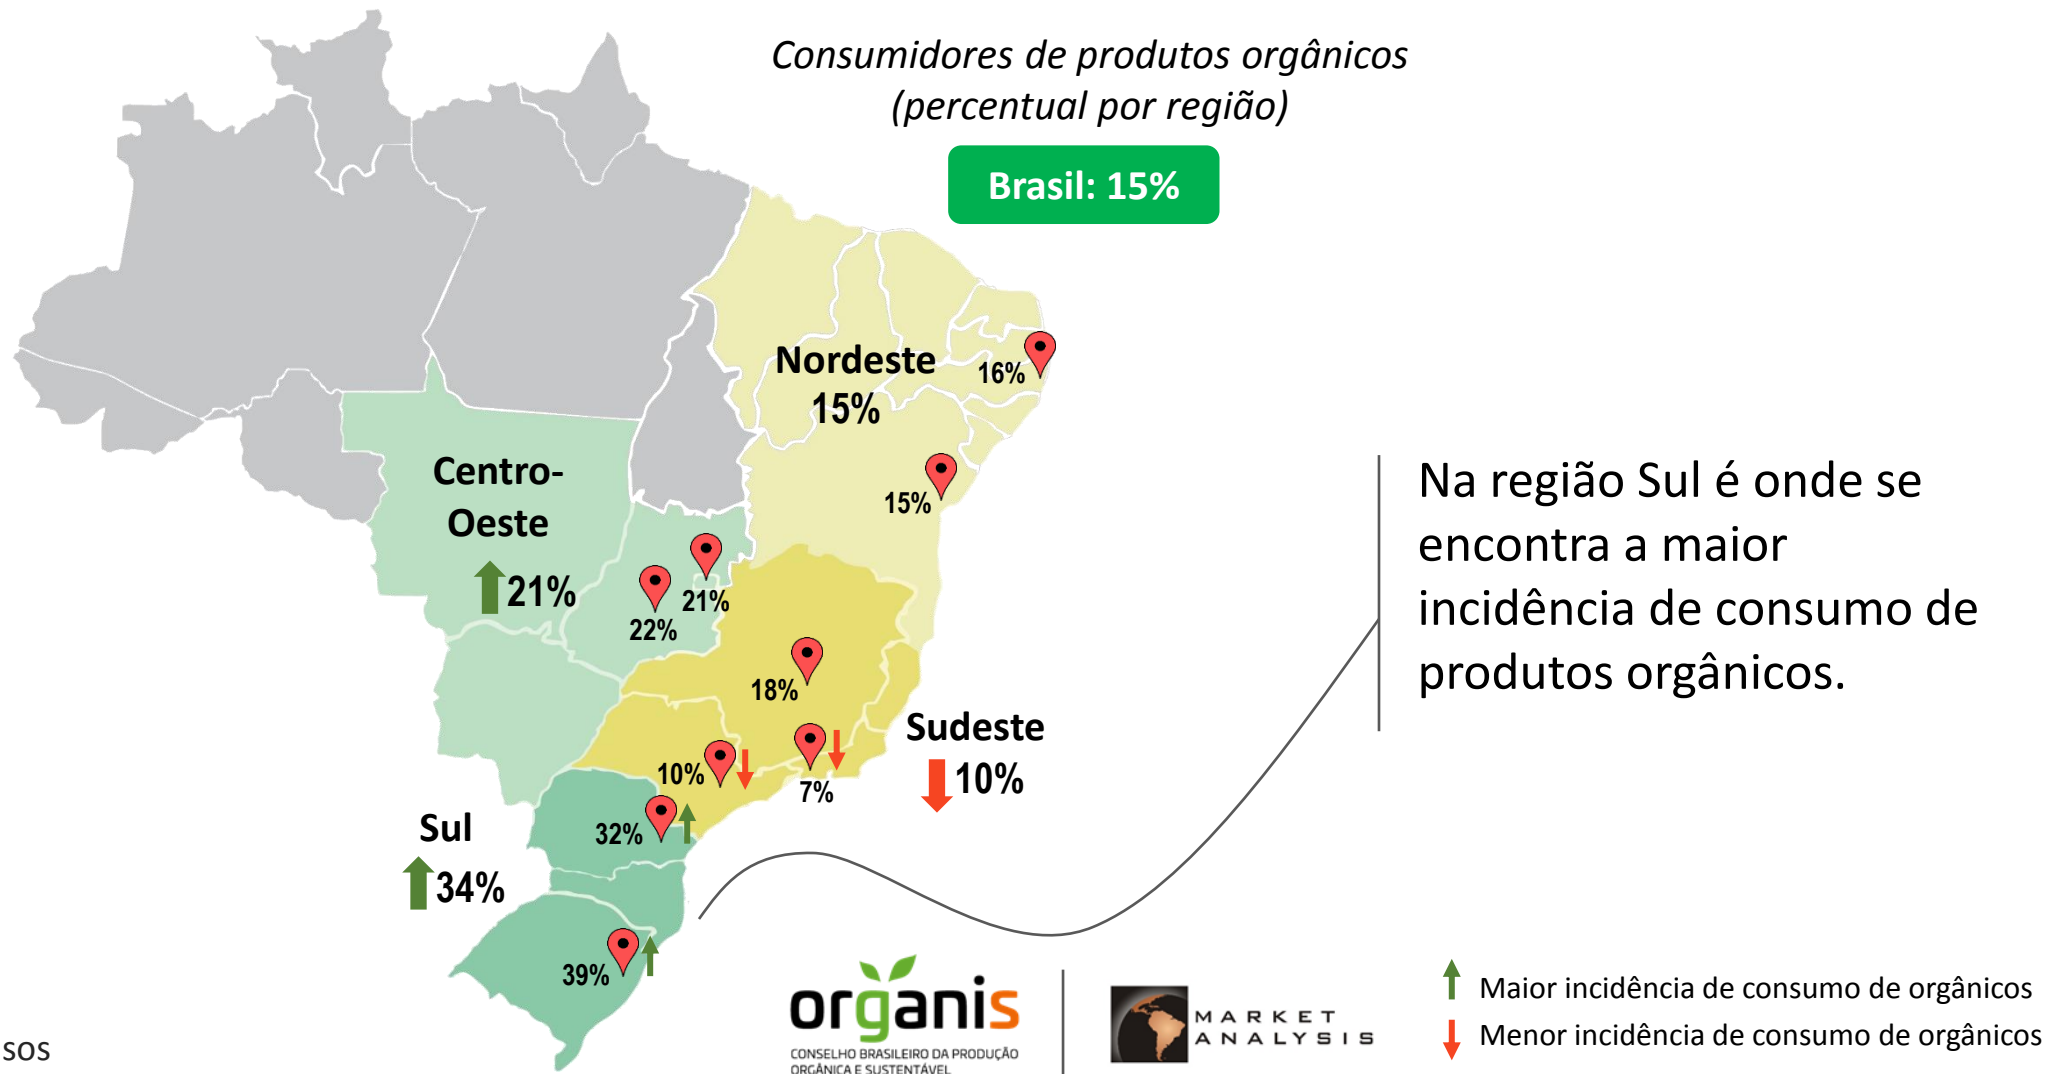 Consumidores de produtos orgânicos
(percentual por região)
Brasil: 15%
Nordeste
15%
16%
15%
Centro-
Oeste
21%
21%
22%
18%
Sudeste
10%
10%
7%
Sul
34%
32%
39%
Na região Sul é onde se
encontra a maior
incidência de consumo de
produtos orgânicos.
organis
CONSELHO BRASILEIRO DA PRODUÇÃO
ORGÂNICA E SUSTENTÁVEL
MARKET
ANALYSIS
Maior incidência de consumo de orgânicos
Menor incidência de consumo de orgânicos
sos